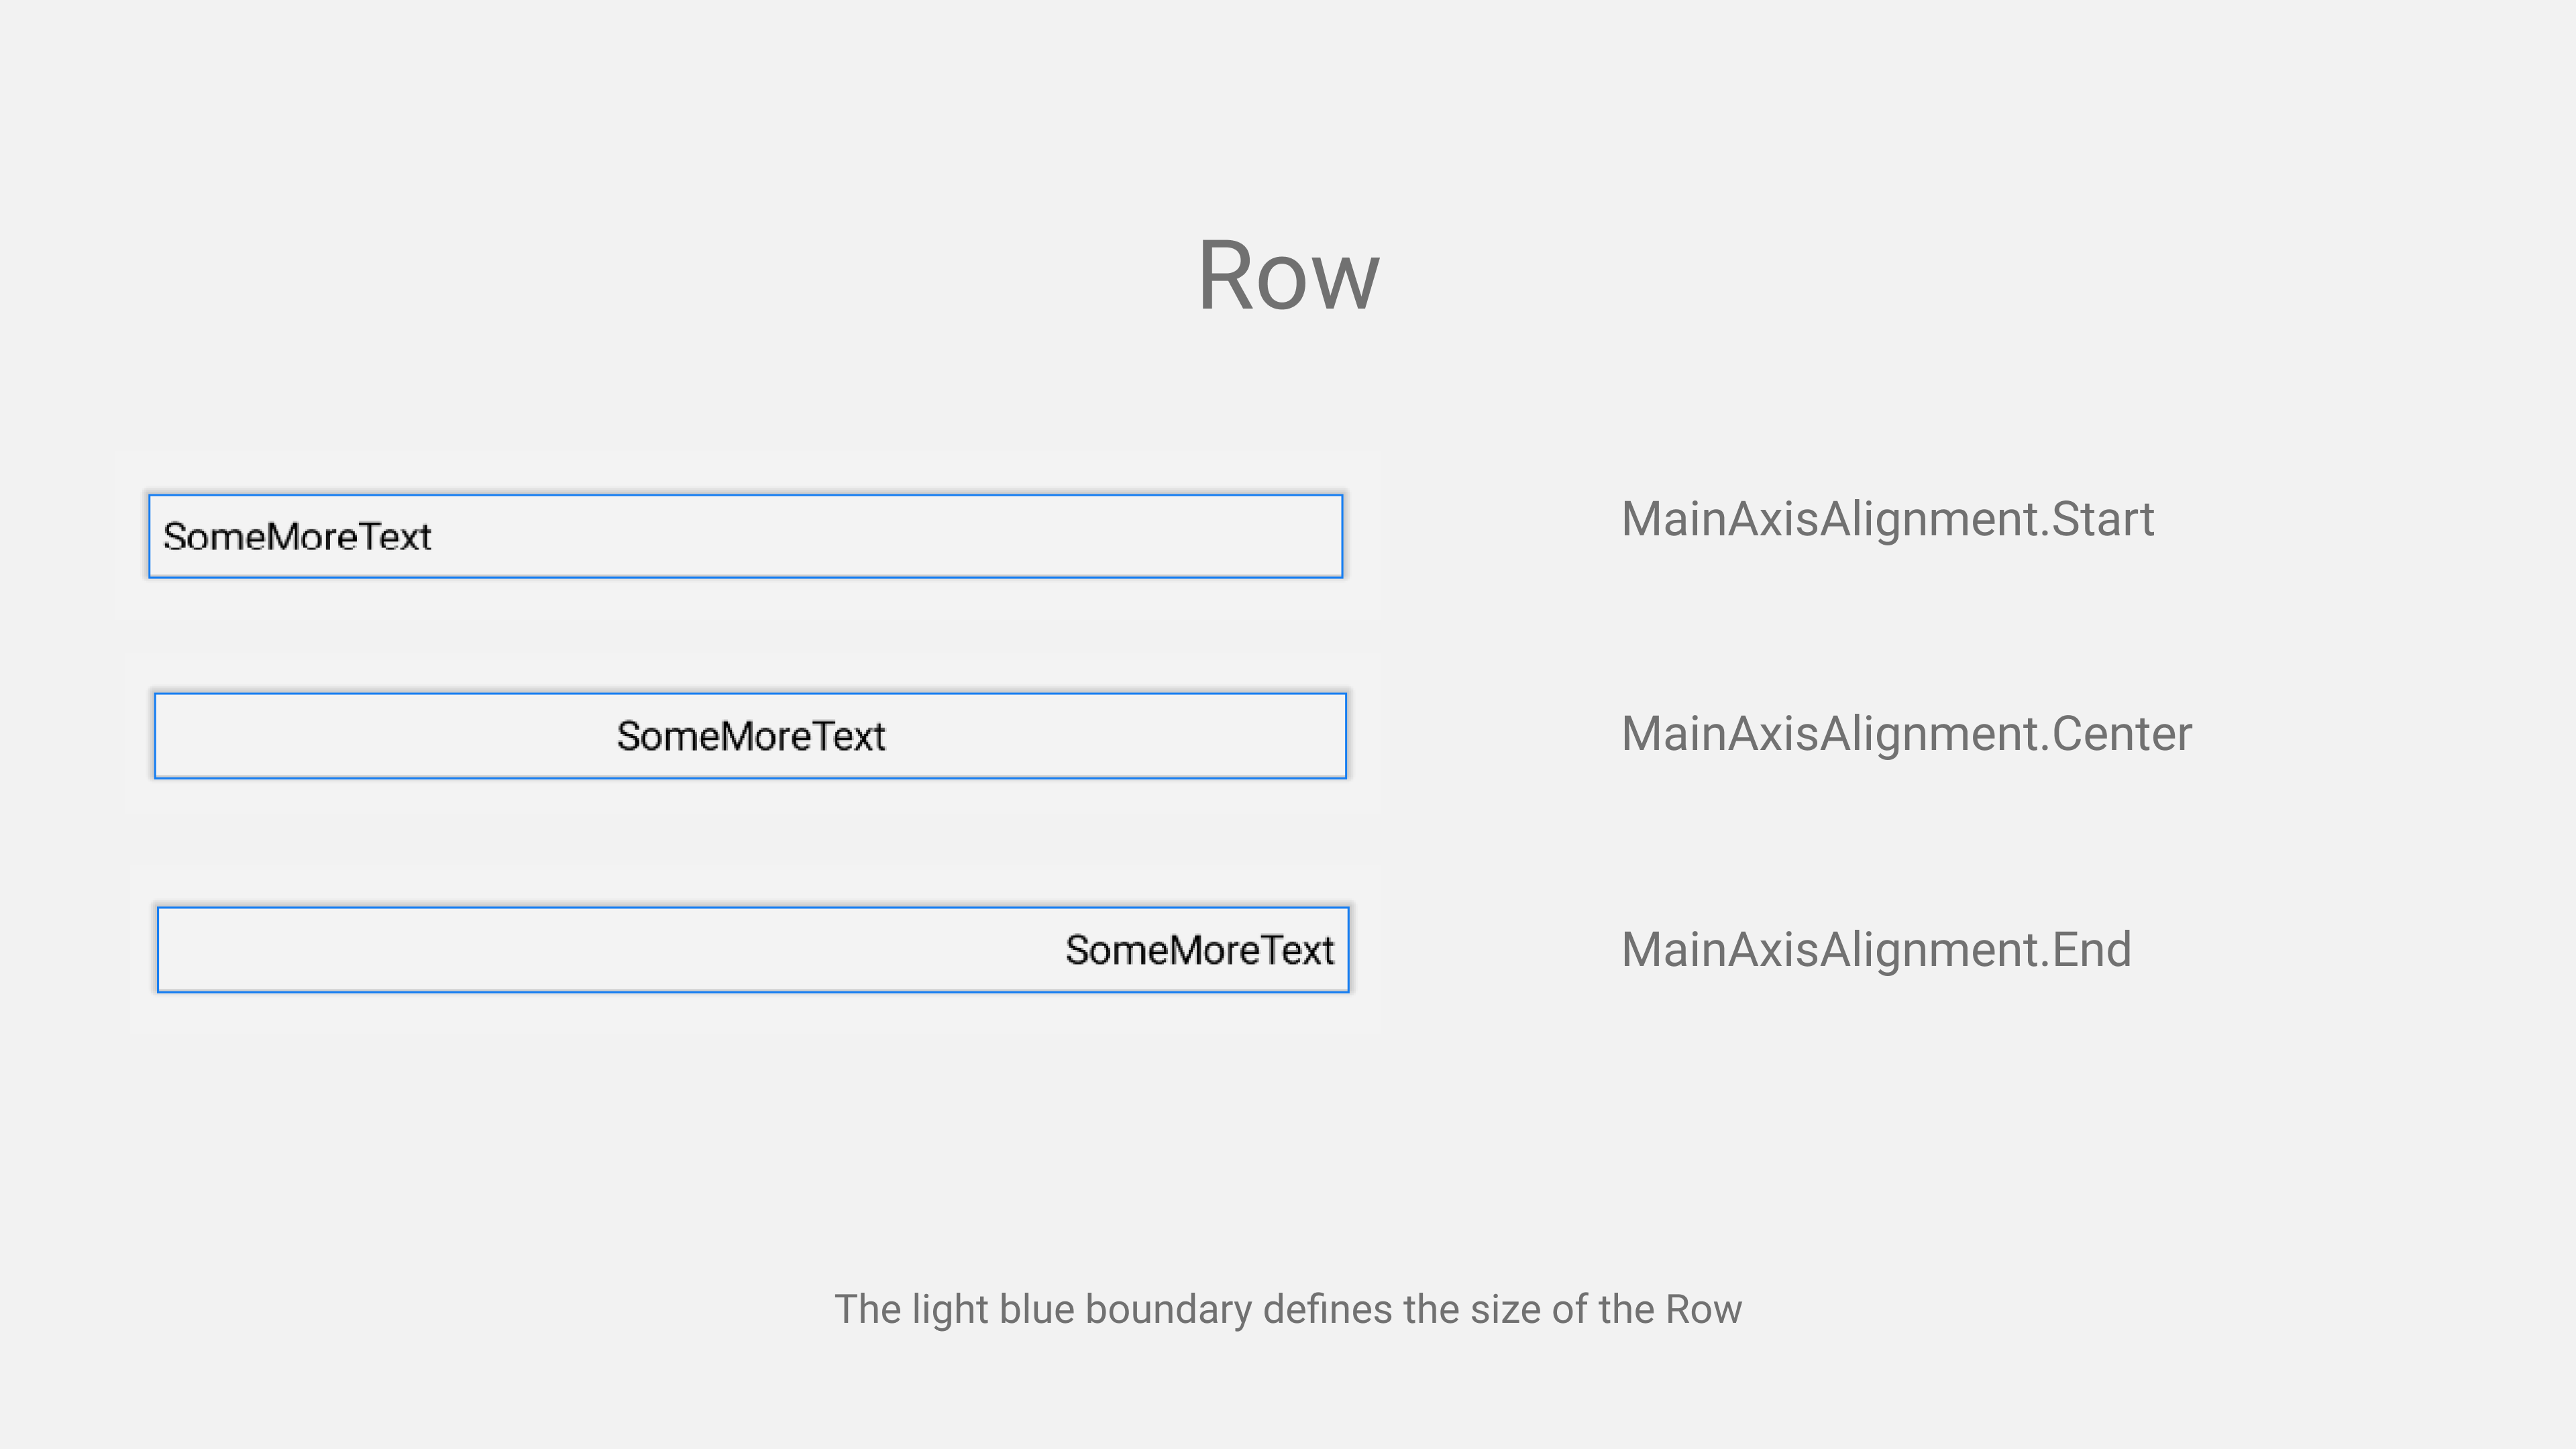 Row
SomeMoreText
MainAxisAlignment.Start
SomeMoreText
MainAxisAlignment.Center
SomeMoreText
MainAxisAlignment.End
The light blue boundary defines the size of the Row